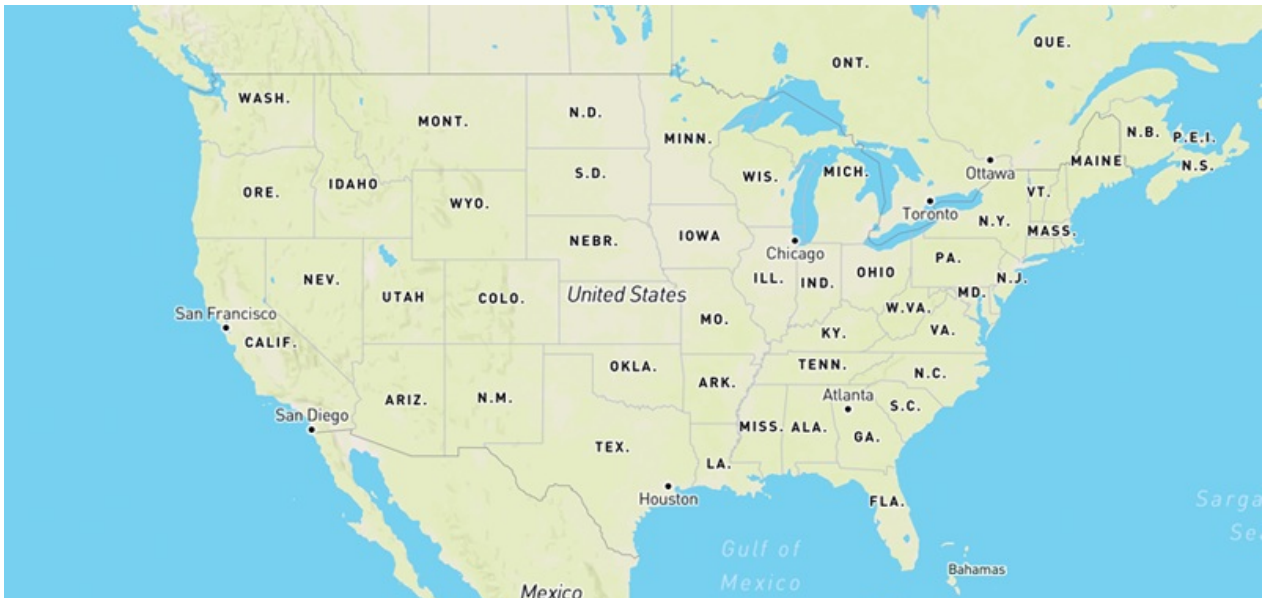 QUE.
ONT.
WASH.
N.D.
MONT.
MINN.
N.B.
P.E.I.
MAINE
N.S.
Ottawa
S.D.
WIS.
MICH.
IDAHO
ORE.
VT.
WYO.
Toronto
N.Y.
MASS.
IOWA
NEBR.
Chicago
PA.
OHIO
NEV.
ILL.
IND.
N.J.
UTAH
COLO.
United States
MD.
W.VA.
San Francisco
MO.
VA.
KY.
CALIF.
TENN.
OKLA.
N.C.
ARK.
Atlanta
ARIZ.
N.M.
S.C.
San Diego
MISS.
ALA.
GA.
TEX.
LA.
Houston
FLA.
Gulf of
Mexico
Bahamas
Mexico